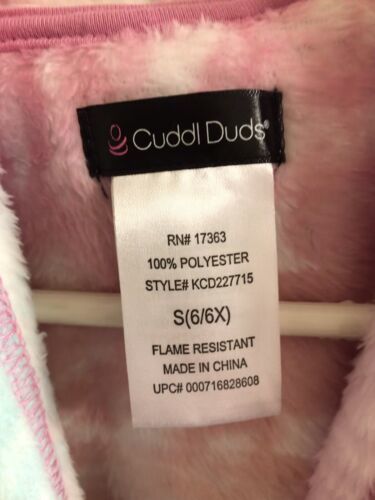 Cuddl Duds®
RN# 17363
100% POLYESTER
STYLE# KCD227715
S(6/6X)
FLAME RESISTANT
MADE IN CHINA
UPC# 000716828608